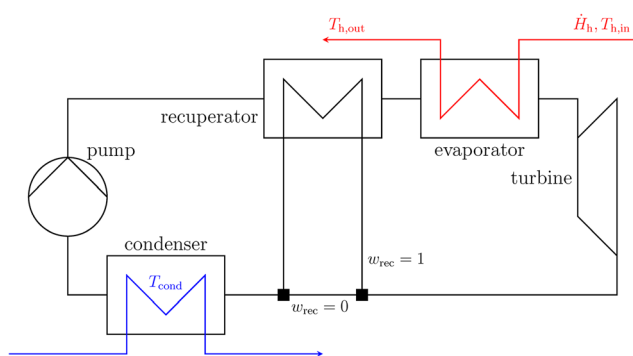 T_h,out
Ḣ_h, T_h,in
recuperator
evaporator
pump
turbine
condenser
T_cond
w_rec = 1
w_rec = 0